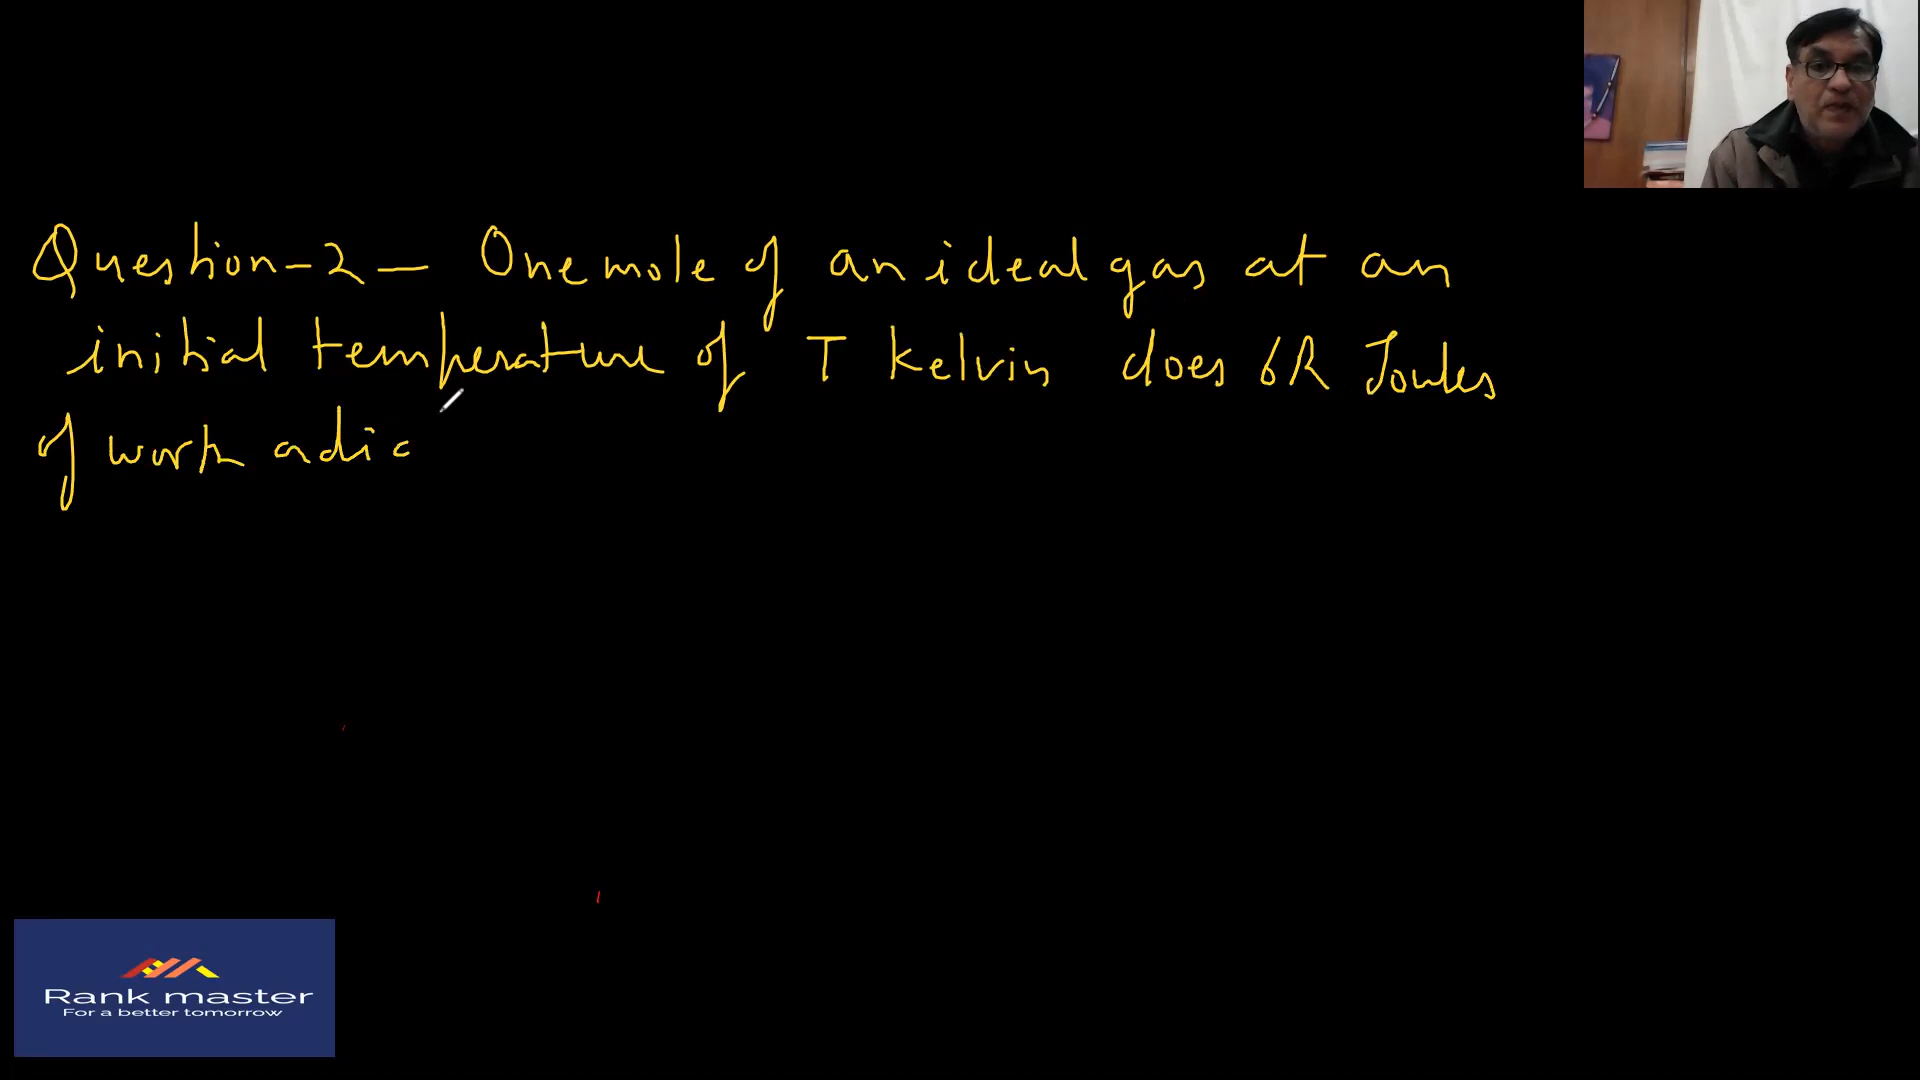 Question-2- One mole of an ideal gas at an
initial temperature of T Kelvin does 6R Joules
of work adia
Rank master
For a better tomorrow